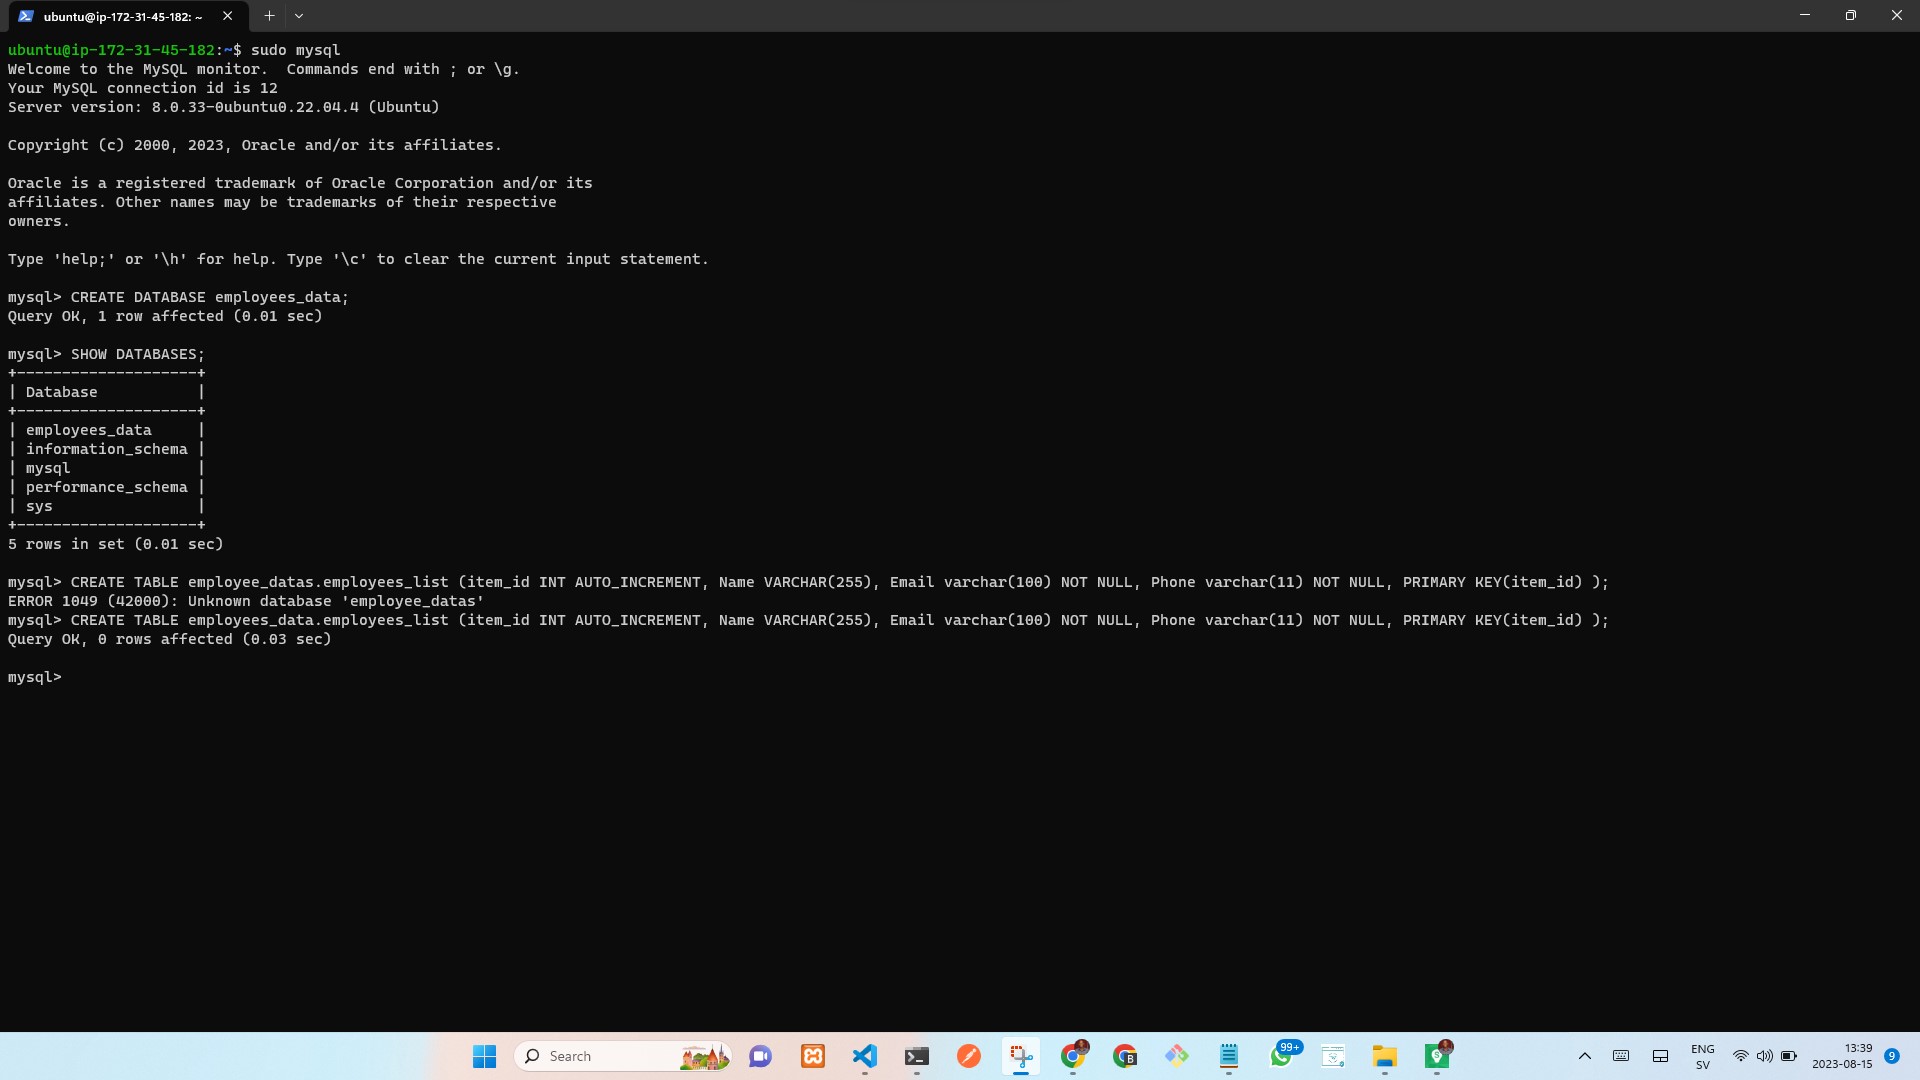 ubuntu@ip-172-31-45-182: ~
ubuntu@ip-172-31-45-182:~$ sudo mysql
Welcome to the MySQL monitor.  Commands end with ; or \g.
Your MySQL connection id is 12
Server version: 8.0.33-0ubuntu0.22.04.4 (Ubuntu)
Copyright (c) 2000, 2023, Oracle and/or its affiliates.
Oracle is a registered trademark of Oracle Corporation and/or its
affiliates. Other names may be trademarks of their respective
owners.
Type 'help;' or '\h' for help. Type '\c' to clear the current input statement.
mysql> CREATE DATABASE employees_data;
Query OK, 1 row affected (0.01 sec)
mysql> SHOW DATABASES;
+--------------------+
| Database           |
+--------------------+
| employees_data     |
| information_schema |
| mysql              |
| performance_schema |
| sys                |
+--------------------+
5 rows in set (0.01 sec)
mysql> CREATE TABLE employee_datas.employees_list (item_id INT AUTO_INCREMENT, Name VARCHAR(255), Email varchar(100) NOT NULL, Phone varchar(11) NOT NULL, PRIMARY KEY(item_id) );
ERROR 1049 (42000): Unknown database 'employee_datas'
mysql> CREATE TABLE employees_data.employees_list (item_id INT AUTO_INCREMENT, Name VARCHAR(255), Email varchar(100) NOT NULL, Phone varchar(11) NOT NULL, PRIMARY KEY(item_id) );
Query OK, 0 rows affected (0.03 sec)
mysql>
Search
B
99+
ENG
SV
13:39
2023-08-15
9